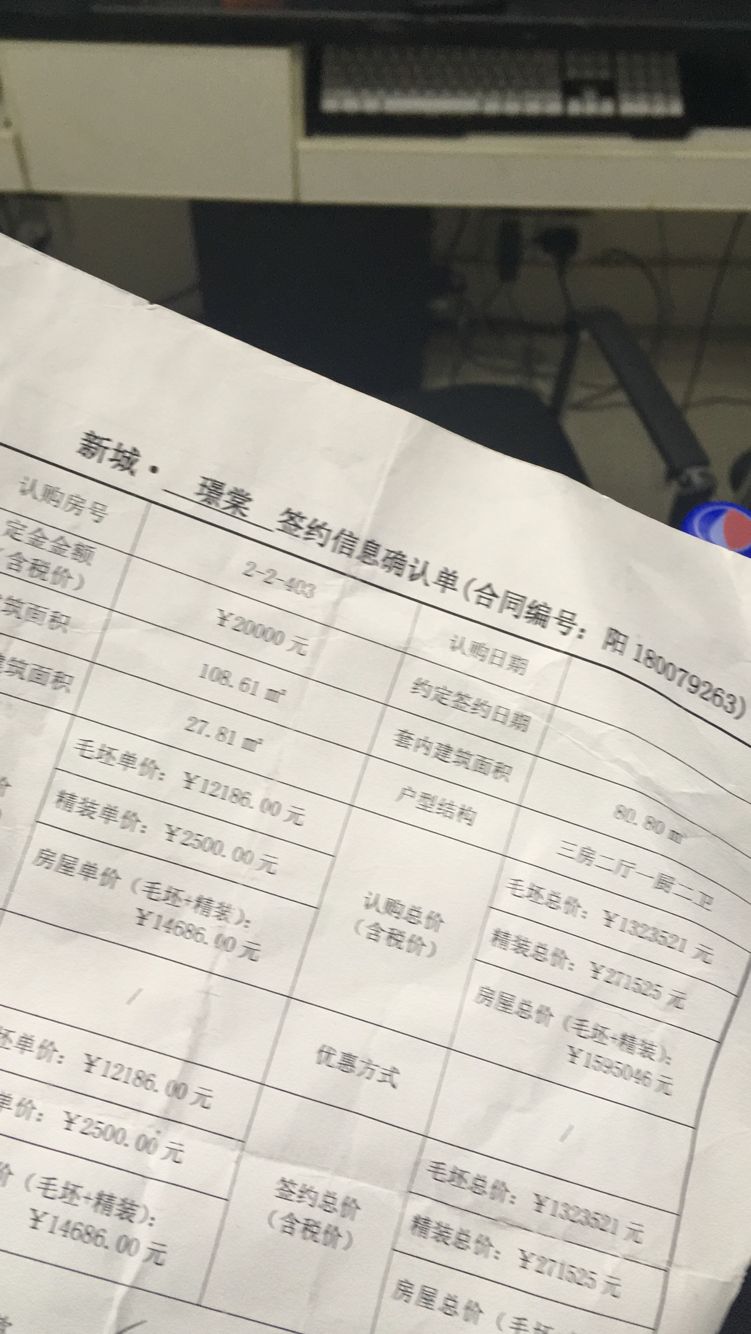 新城· 璟棠 签约信息确认单(合同编号：阳180079263)
认购房号 2-2-403 认购日期
定金金额 ￥20000元 约定签约日期
(含税价)
筑面积 108.61㎡ 套内建筑面积 80.80㎡
建筑面积 27.81㎡ 户型结构 三房二厅一厨二卫
毛坯单价：￥12186.00元
精装单价：￥2500.00元
房屋单价（毛坯+精装)：
￥14686.00元
认购总价
(含税价)
毛坯总价：￥1323521元
精装总价：￥271525元
房屋总价（毛坯+精装)：
￥1595046元
/ 优惠方式 /
坯单价：￥12186.00元
单价：￥2500.00元
价（毛坯+精装)：
￥14686.00元
签约总价
(含税价)
毛坯总价：￥1323521元
精装总价：￥271525元
房屋总价（毛